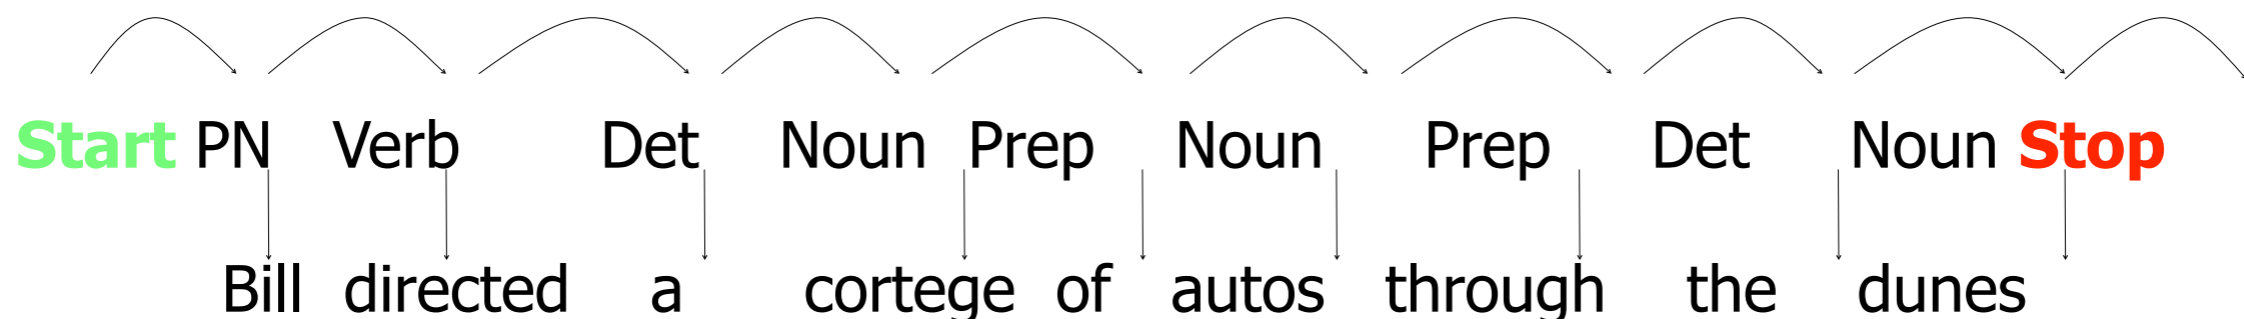 Start PN Verb Det Noun Prep Noun Prep Det Noun Stop
Bill directed a cortege of autos through the dunes